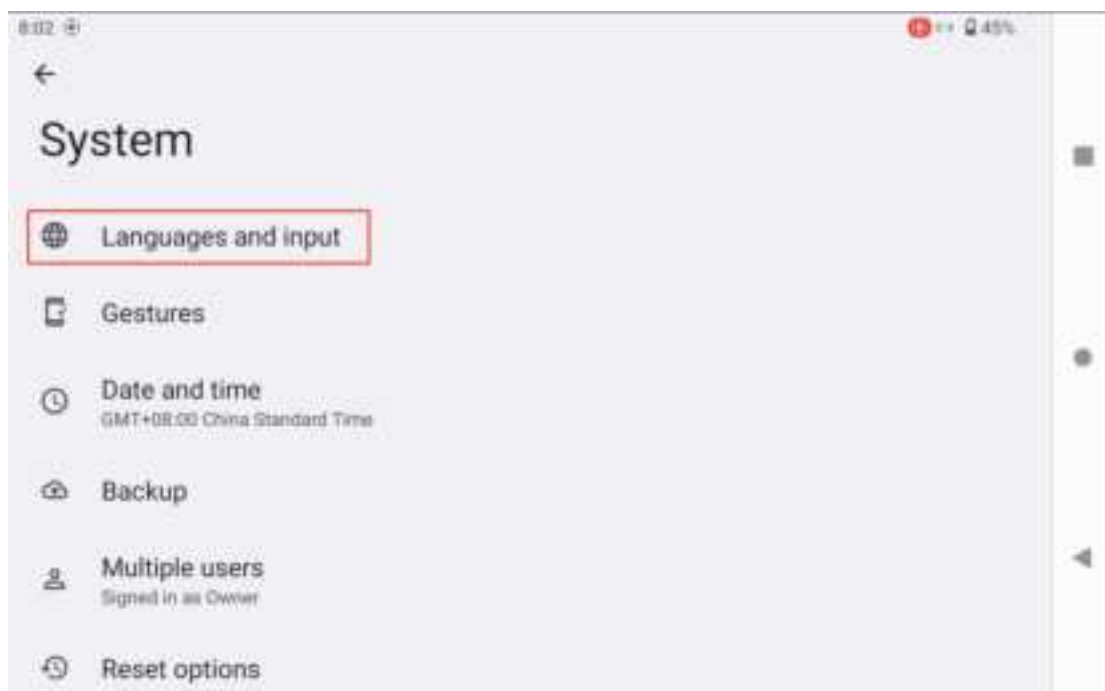 8:02
45%
System
Languages and input
Gestures
Date and time
GMT+08:00 China Standard Time
Backup
Multiple users
Signed in as Owner
Reset options